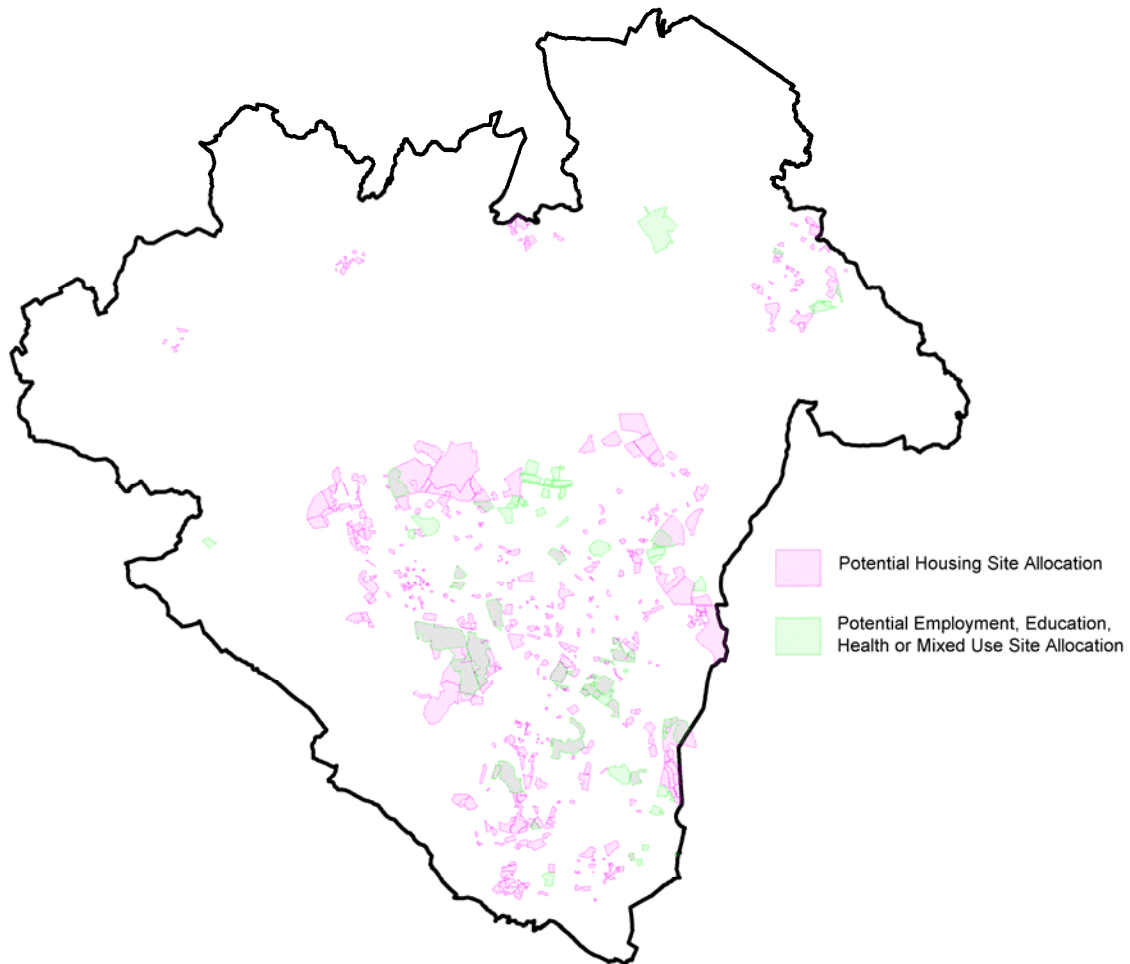 Potential Housing Site Allocation
Potential Employment, Education,
Health or Mixed Use Site Allocation